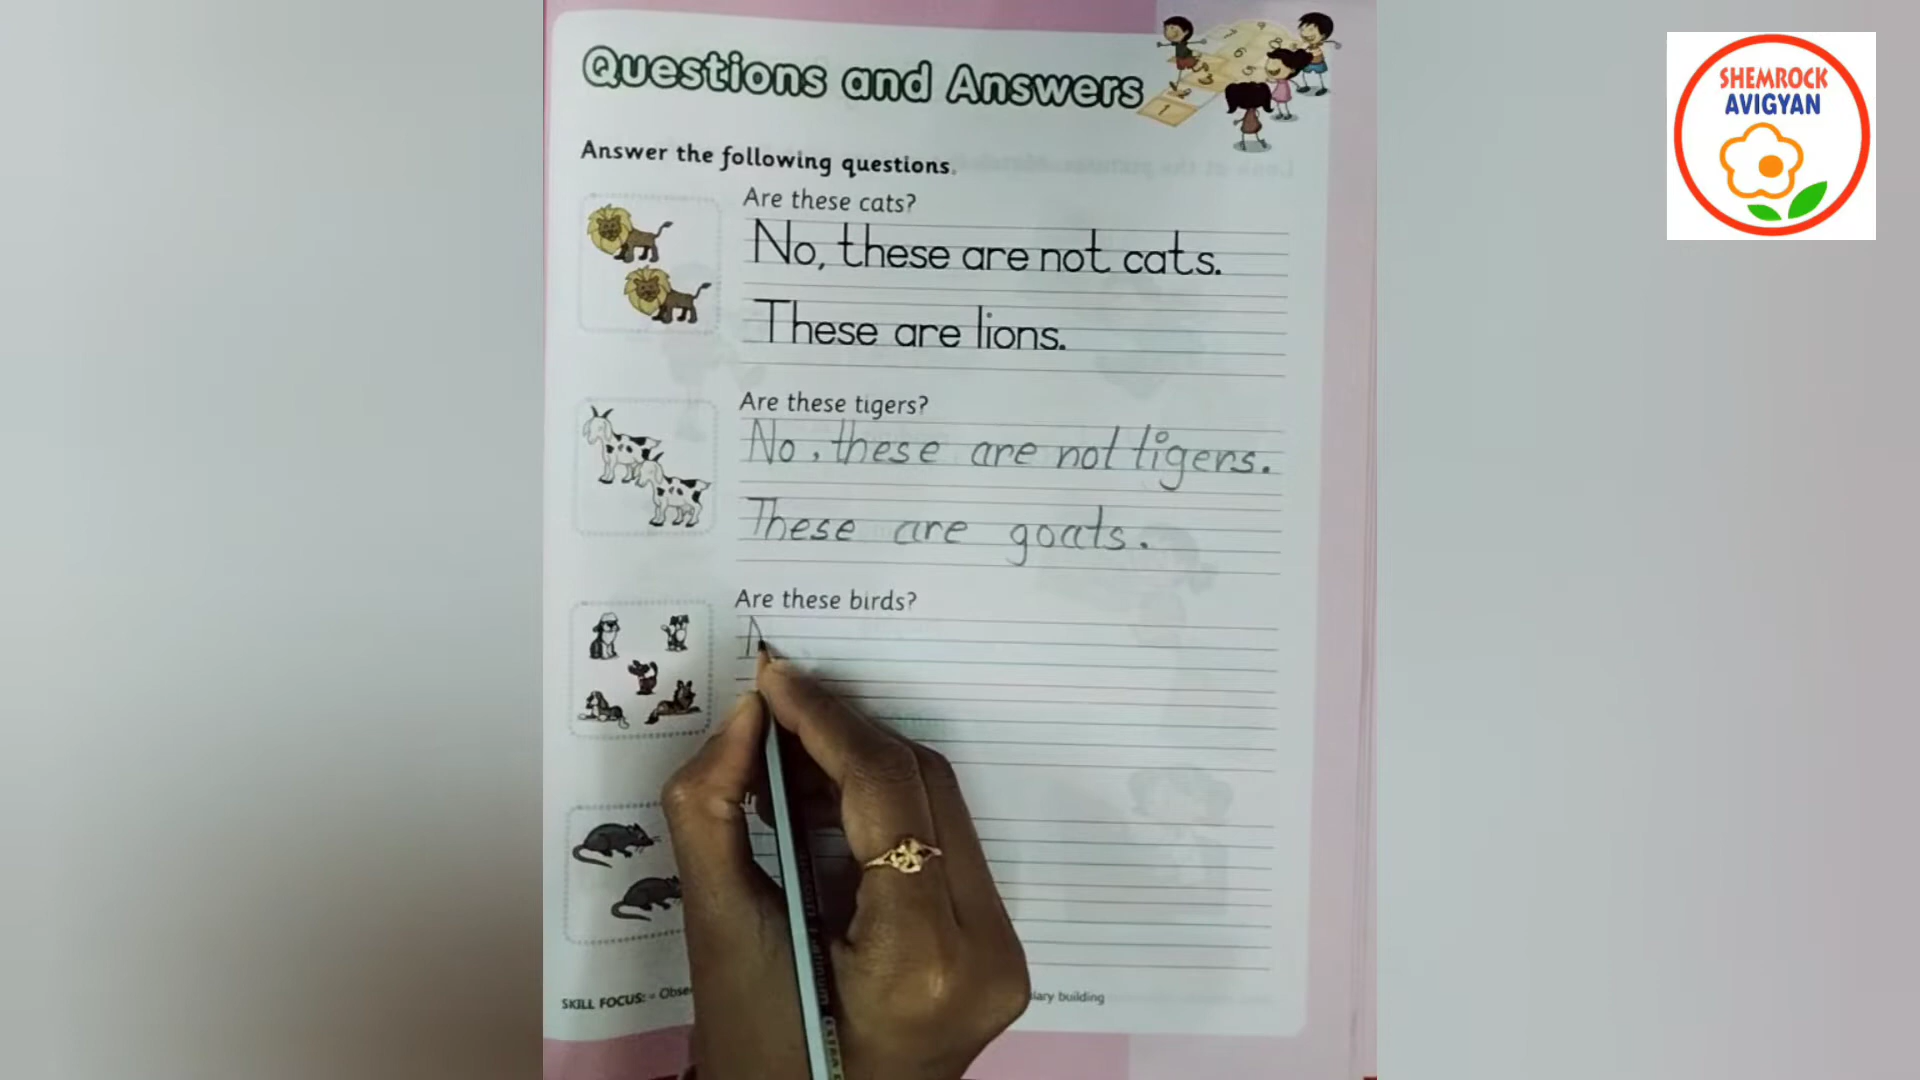 Questions and Answers
SHEMROCK
AVIGYAN
Answer the following questions.
Are these cats?
No, these are not cats.
These are lions.
Are these tigers?
No, these are not tigers.
These are goats.
Are these birds?
SKILL FOCUS: building